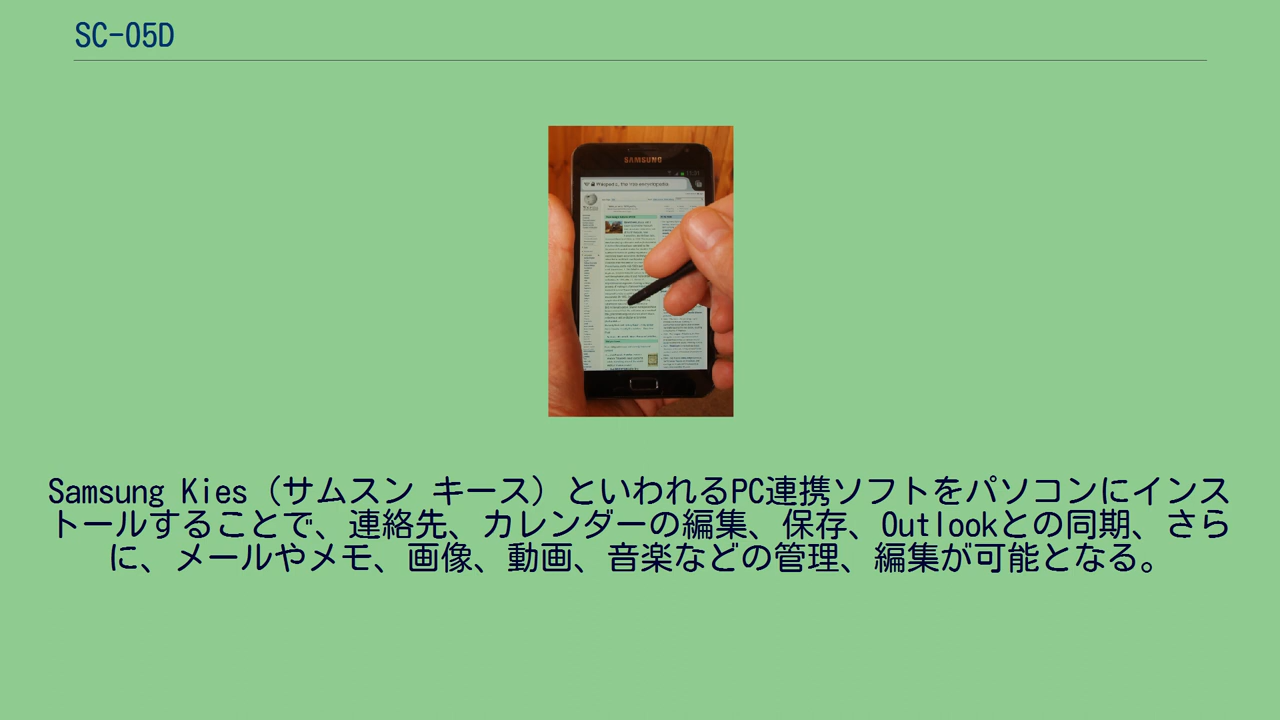 SC-05D
SAMSUNG
Samsung Kies（サムスン キース）といわれるPC連携ソフトをパソコンにインス
トールすることで、連絡先、カレンダーの編集、保存、Outlookとの同期、さら
に、メールやメモ、画像、動画、音楽などの管理、編集が可能となる。